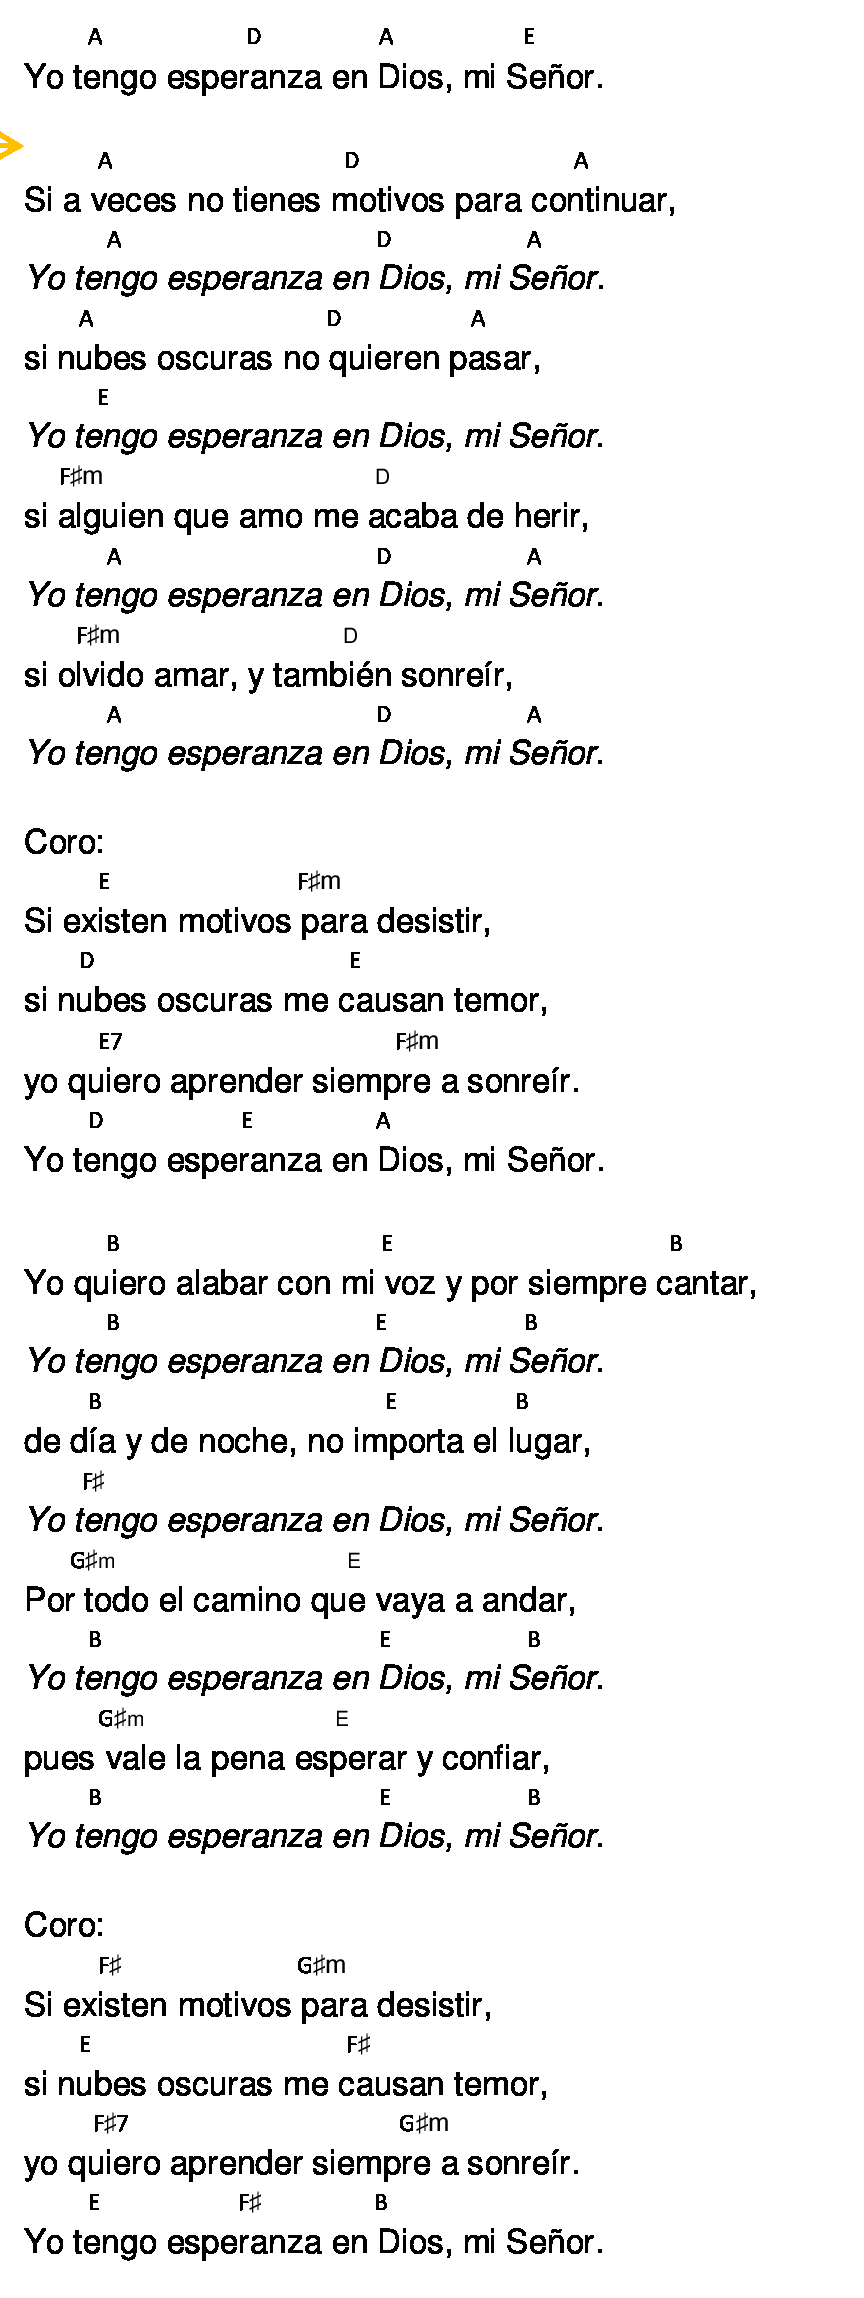 A D A E
Yo tengo esperanza en Dios, mi Señor.
A D A
Si a veces no tienes motivos para continuar,
A D A
Yo tengo esperanza en Dios, mi Señor.
A D A
si nubes oscuras no quieren pasar,
E
Yo tengo esperanza en Dios, mi Señor.
F♯m D
si alguien que amo me acaba de herir,
A D A
Yo tengo esperanza en Dios, mi Señor.
F♯m D
si olvido amar, y también sonreír,
A D A
Yo tengo esperanza en Dios, mi Señor.
Coro:
E F♯m
Si existen motivos para desistir,
D E
si nubes oscuras me causan temor,
E7 F♯m
yo quiero aprender siempre a sonreír.
D E A
Yo tengo esperanza en Dios, mi Señor.
B E B
Yo quiero alabar con mi voz y por siempre cantar,
B E B
Yo tengo esperanza en Dios, mi Señor.
B E B
de día y de noche, no importa el lugar,
F♯
Yo tengo esperanza en Dios, mi Señor.
G♯m E
Por todo el camino que vaya a andar,
B E B
Yo tengo esperanza en Dios, mi Señor.
G♯m E
pues vale la pena esperar y confiar,
B E B
Yo tengo esperanza en Dios, mi Señor.
Coro:
F♯ G♯m
Si existen motivos para desistir,
E F♯
si nubes oscuras me causan temor,
F♯7 G♯m
yo quiero aprender siempre a sonreír.
E F♯ B
Yo tengo esperanza en Dios, mi Señor.